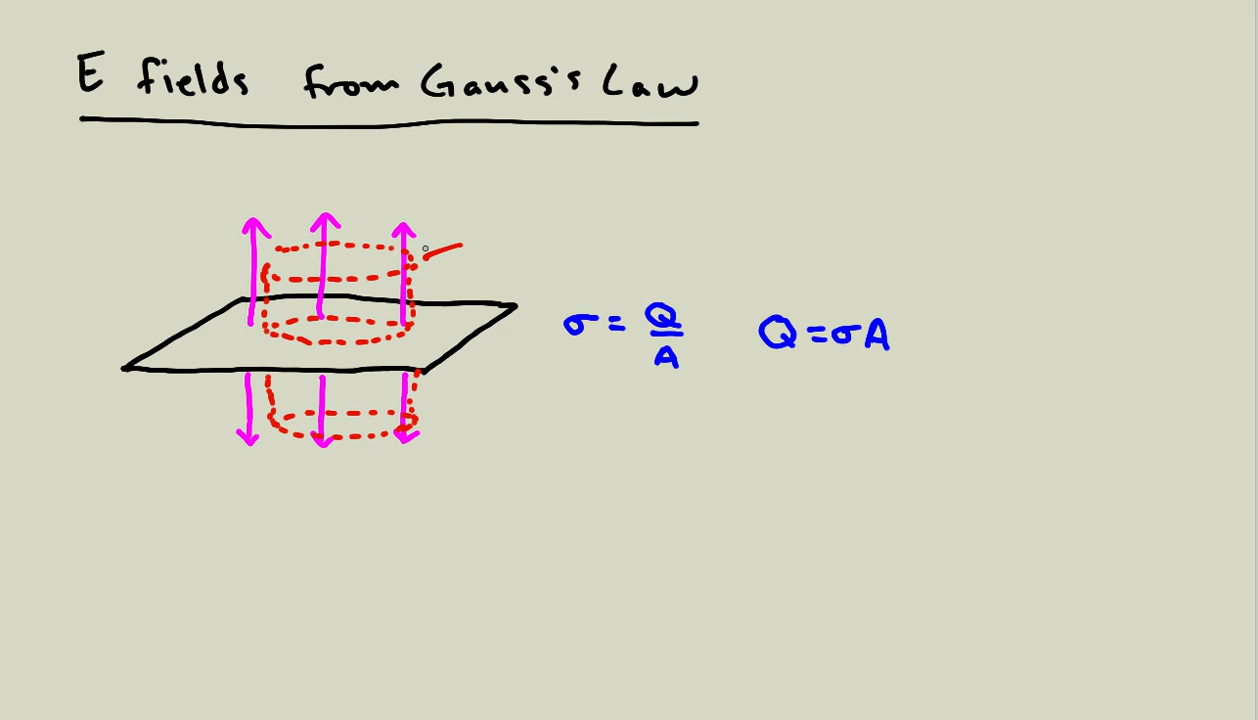 E fields from Gauss's Law
σ = Q/A
Q = σA